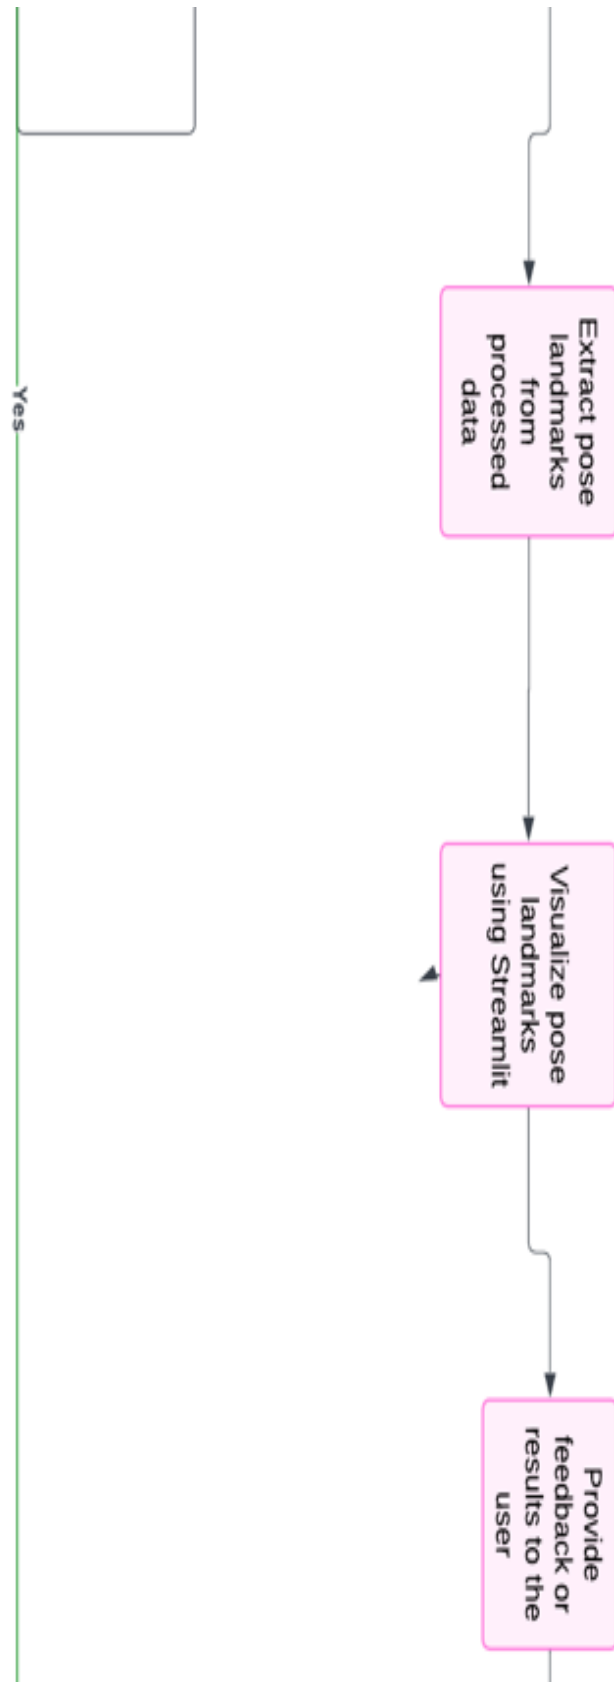 Extract pose
landmarks
from
processed
data
Visualize pose
landmarks
using Streamlit
Provide
feedback or
results to the
user
Yes